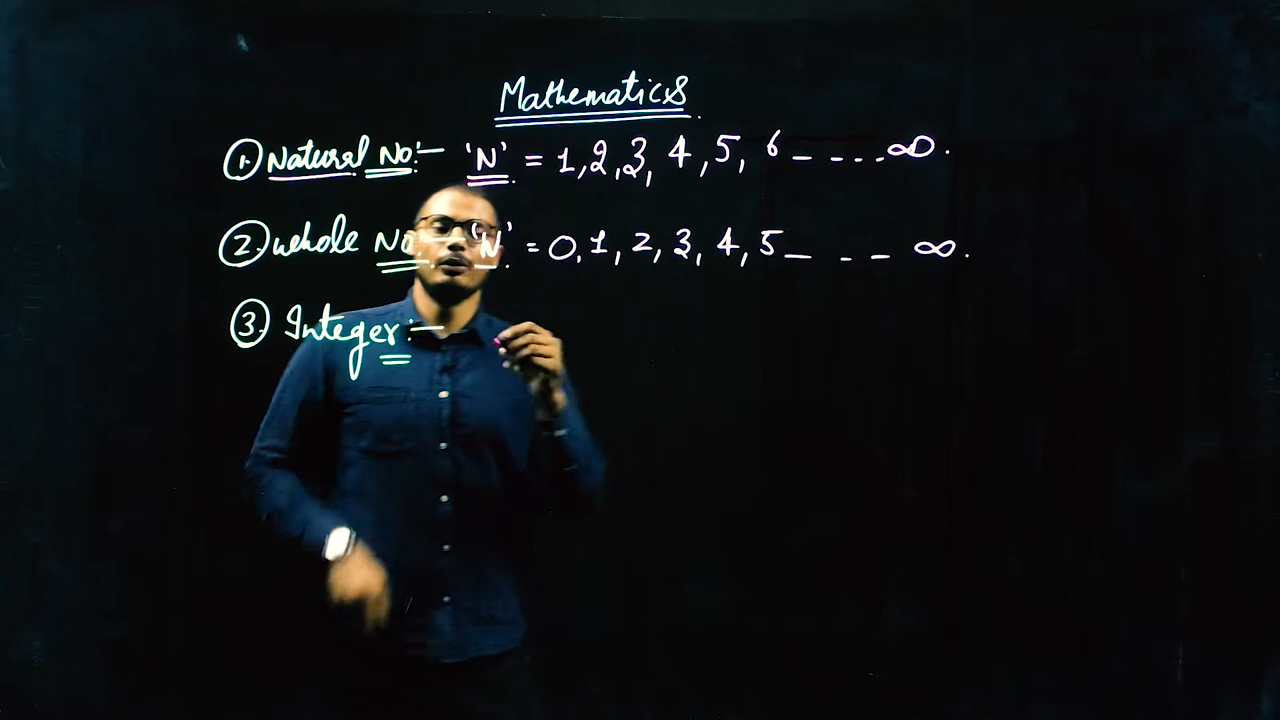 Mathematics
1. Natural No:- 'N' = 1, 2, 3, 4, 5, 6 - - - . . ∞.
2. whole No:- 'N' = 0, 1, 2, 3, 4, 5 - - - ∞.
3. Integer:-